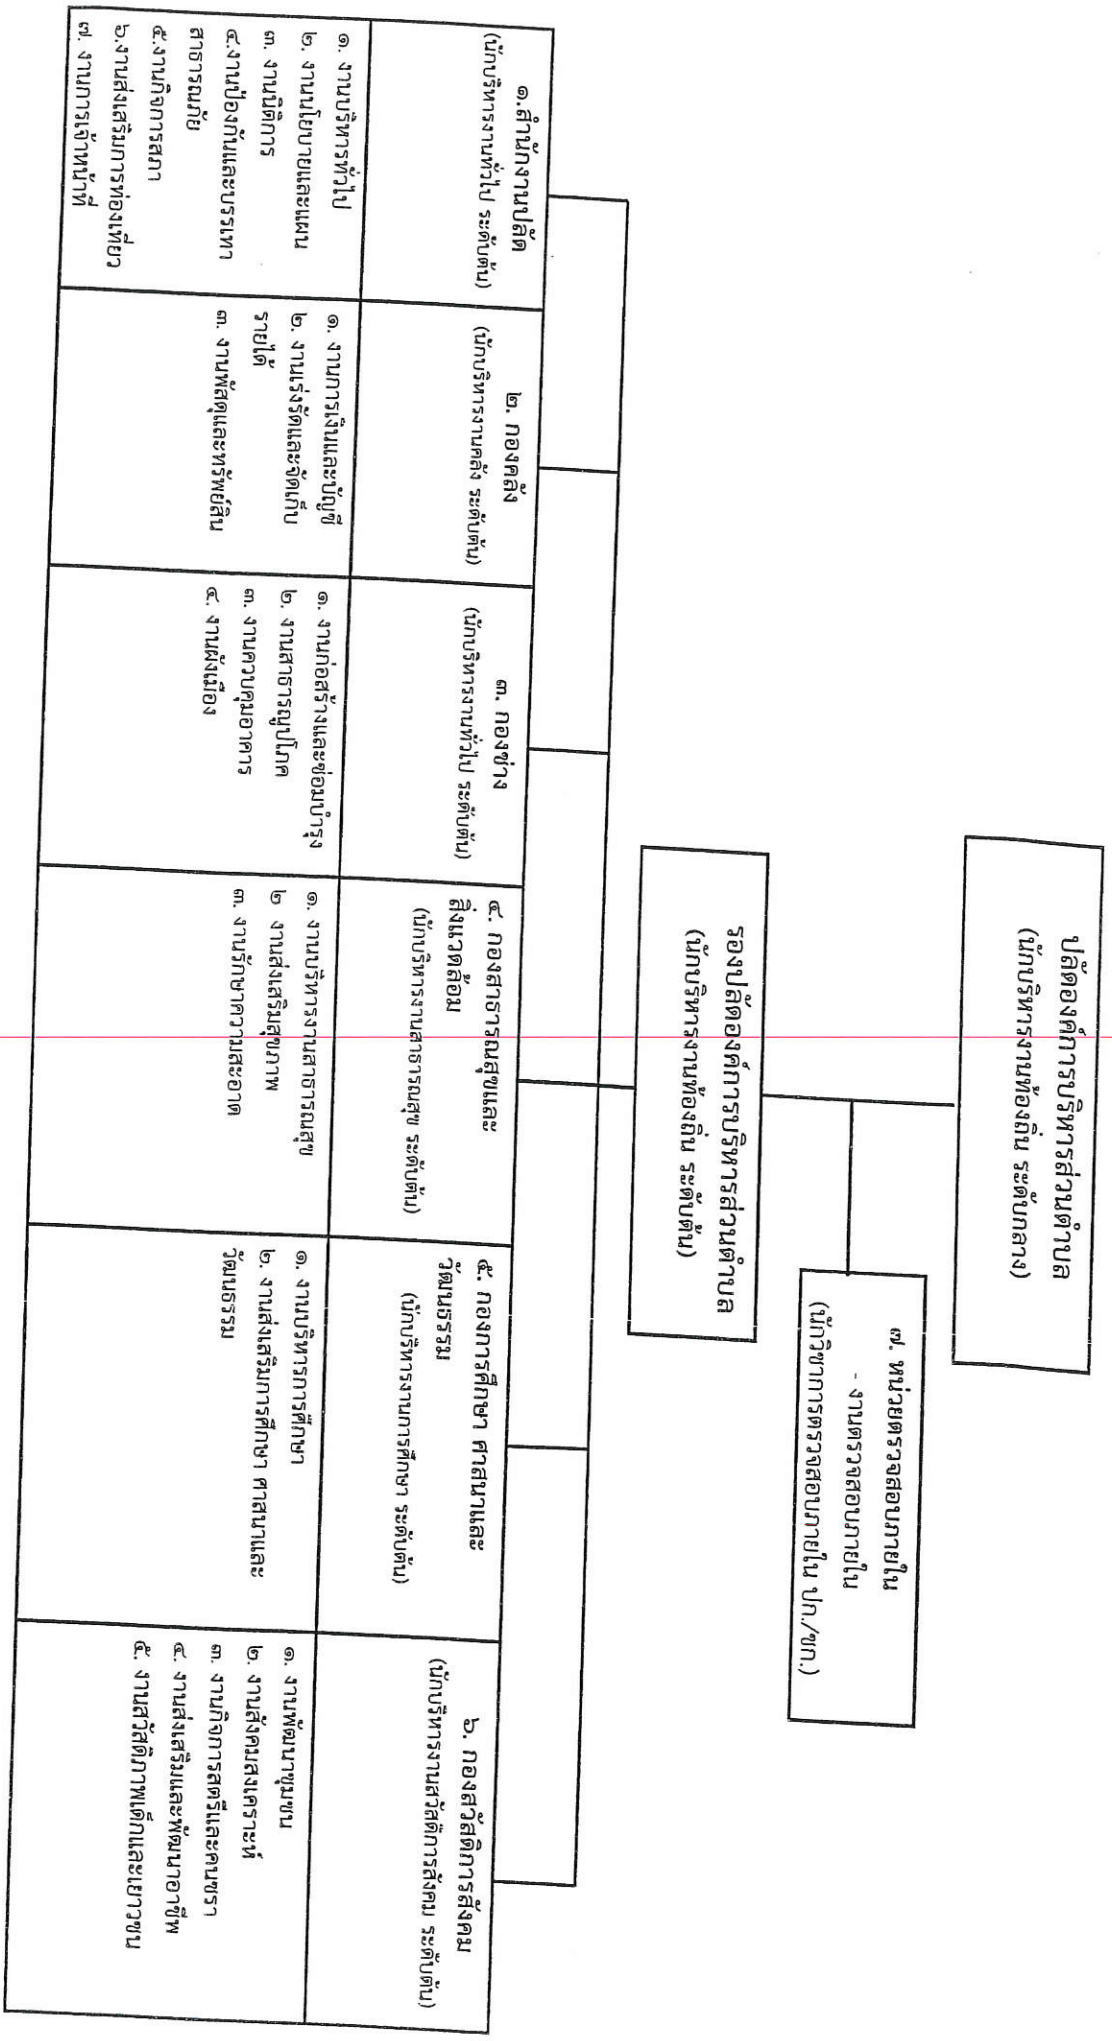 ปลัดองค์การบริหารส่วนตำบล
(นักบริหารงานท้องถิ่น ระดับกลาง)
๗. หน่วยตรวจสอบภายใน
- งานตรวจสอบภายใน
(นักวิชาการตรวจสอบภายใน ปก./ชก.)
รองปลัดองค์การบริหารส่วนตำบล
(นักบริหารงานท้องถิ่น ระดับต้น)
๑.สำนักงานปลัด
(นักบริหารงานทั่วไป ระดับต้น)
๒. กองคลัง
(นักบริหารงานคลัง ระดับต้น)
๓. กองช่าง
(นักบริหารงานทั่วไป ระดับต้น)
๔. กองสาธารณสุขและ
สิ่งแวดล้อม
(นักบริหารงานสาธารณสุข ระดับต้น)
๕. กองการศึกษา ศาสนาและ
วัฒนธรรม
(นักบริหารงานการศึกษา ระดับต้น)
๖. กองสวัสดิการสังคม
(นักบริหารงานสวัสดิการสังคม ระดับต้น)
๑. งานบริหารทั่วไป
๒. งานนโยบายและแผน
๓. งานนิติการ
๔.งานป้องกันและบรรเทา
สาธารณภัย
๕.งานกิจการสภา
๖.งานส่งเสริมการท่องเที่ยว
๗. งานการเจ้าหน้าที่
๑. งานการเงินและบัญชี
๒. งานเร่งรัดและจัดเก็บ
รายได้
๓. งานพัสดุและทรัพย์สิน
๑. งานก่อสร้างและซ่อมบำรุง
๒. งานสาธารณูปโภค
๓. งานควบคุมอาคาร
๔. งานผังเมือง
๑. งานบริหารงานสาธารณสุข
๒ งานส่งเสริมสุขภาพ
๓. งานรักษาความสะอาด
๑. งานบริหารการศึกษา
๒. งานส่งเสริมการศึกษา ศาสนาและ
วัฒนธรรม
๑. งานพัฒนาชุมชน
๒. งานสังคมสงเคราะห์
๓. งานกิจการสตรีและคนชรา
๔. งานส่งเสริมและพัฒนาอาชีพ
๕. งานสวัสดิภาพเด็กและเยาวชน